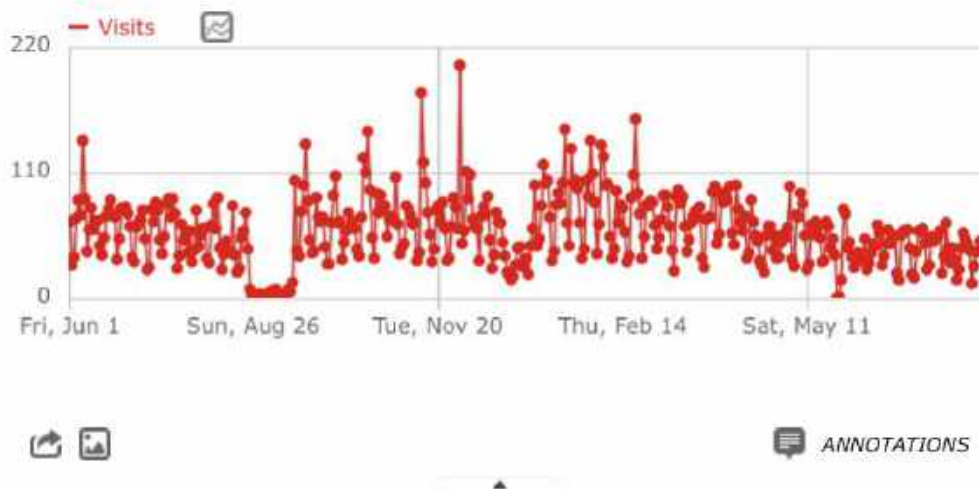 Visits
220
110
0
Fri, Jun 1 Sun, Aug 26 Tue, Nov 20 Thu, Feb 14 Sat, May 11
ANNOTATIONS